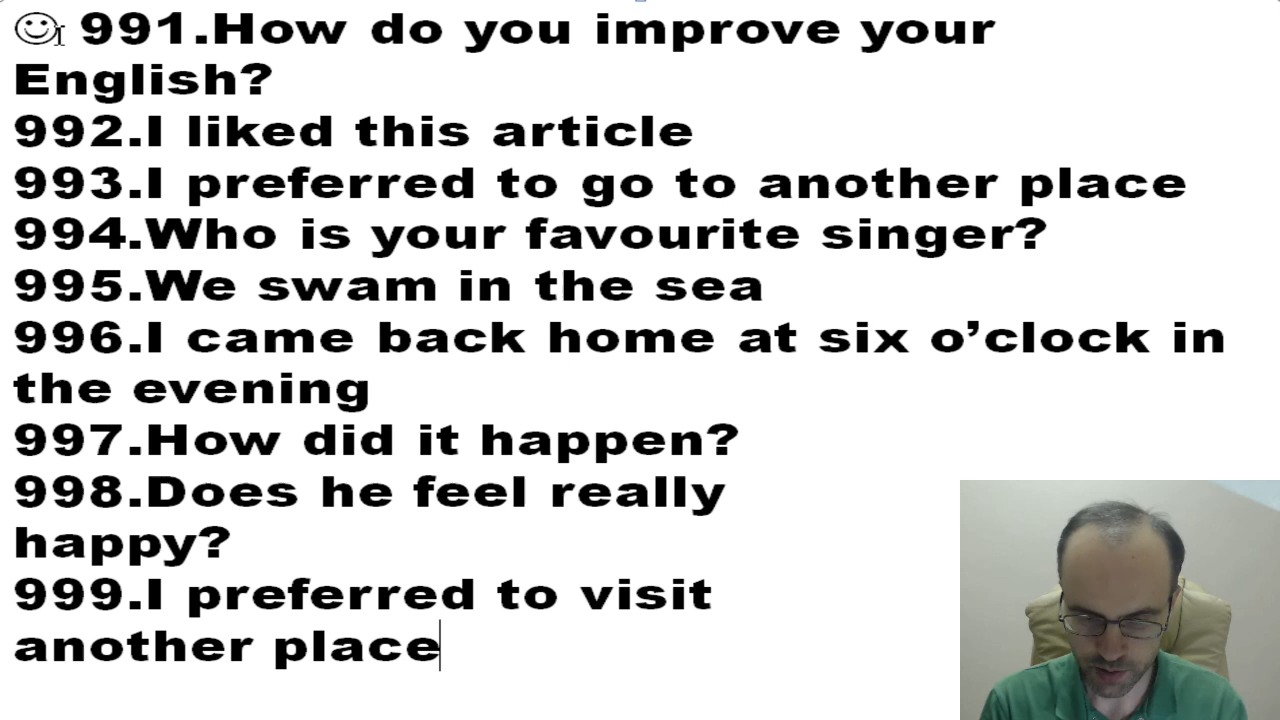 ☺ 991.How do you improve your
English?
992.I liked this article
993.I preferred to go to another place
994.Who is your favourite singer?
995.We swam in the sea
996.I came back home at six o’clock in
the evening
997.How did it happen?
998.Does he feel really
happy?
999.I preferred to visit
another place